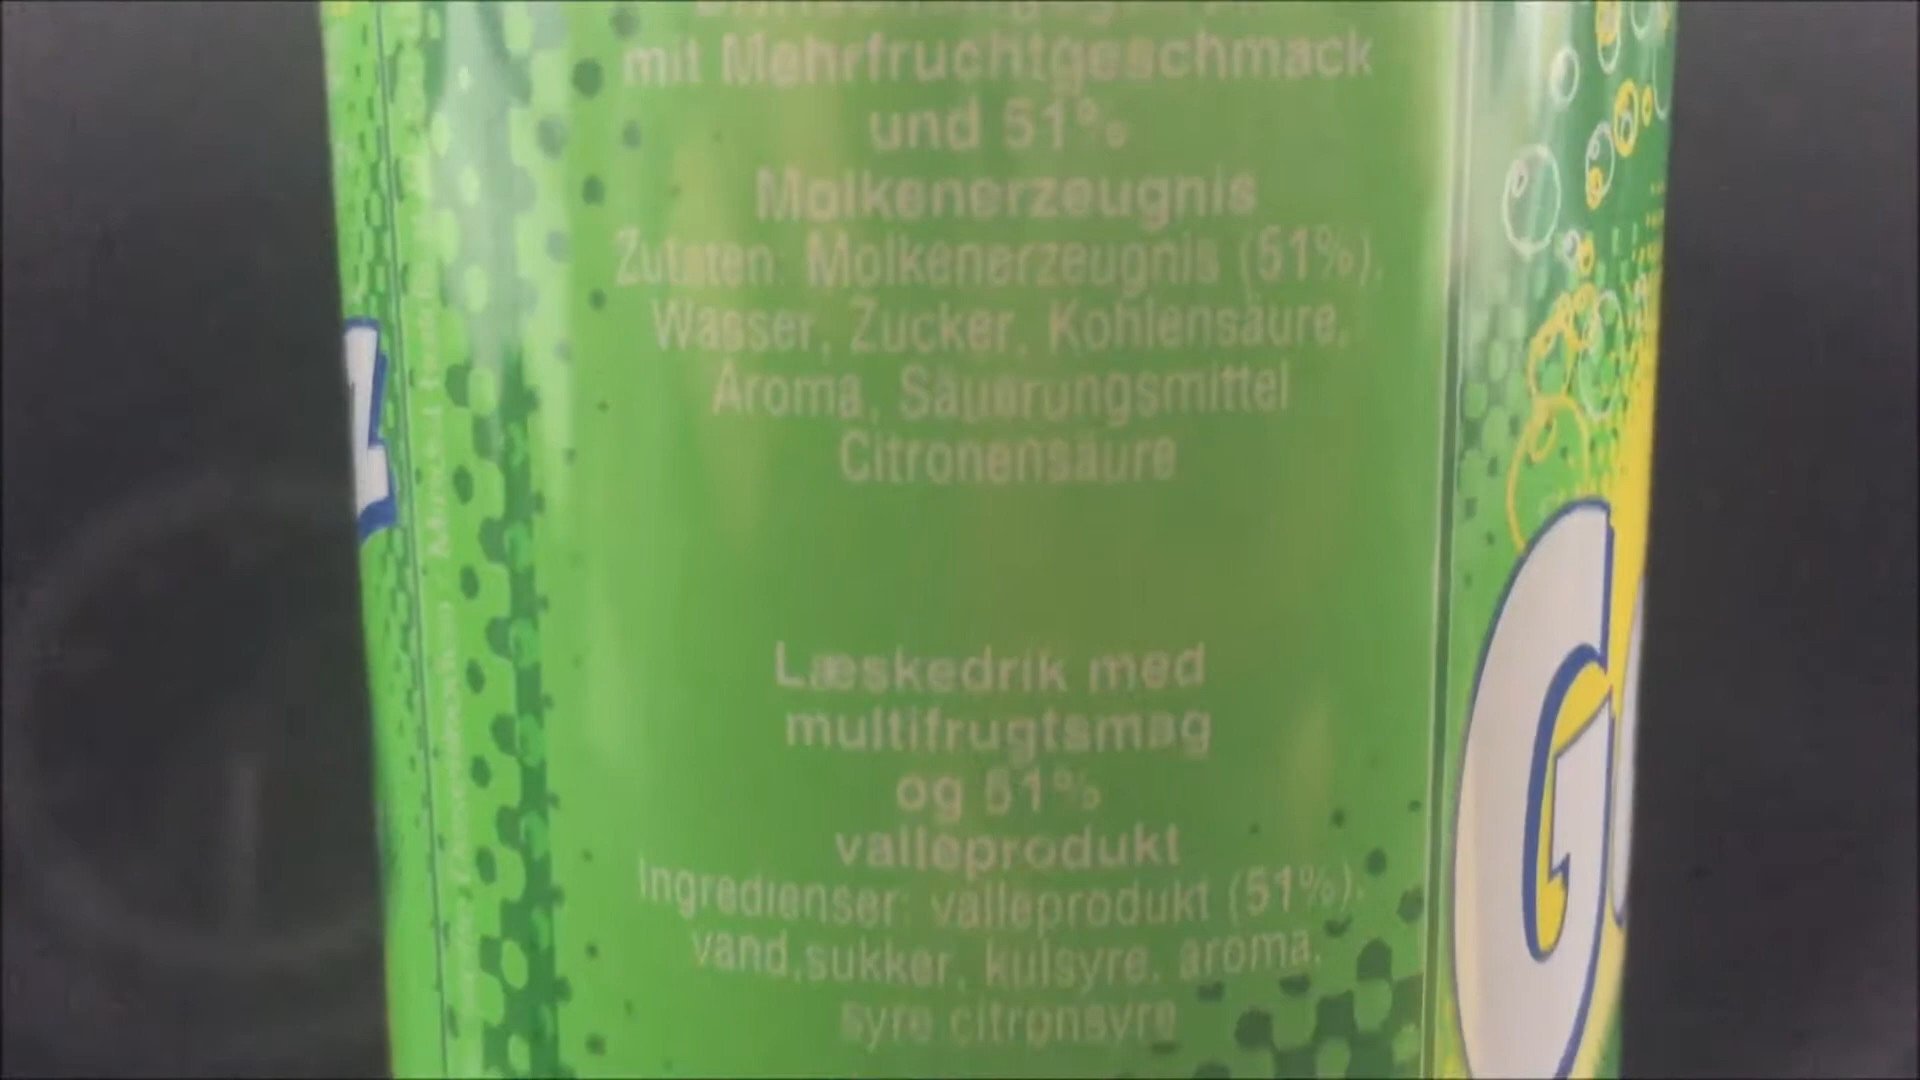 mit Mehrfruchtgeschmack
und 51%
Molkenerzeugnis
Zutaten: Molkenerzeugnis (51%),
Wasser, Zucker, Kohlensäure,
Aroma, Säuerungsmittel
Citronensäure
Læskedrik med
multifrugtsmag
og 51%
valleprodukt
Ingredienser: valleprodukt (51%),
vand,sukker, kulsyre, aroma,
syre citronsyre
G